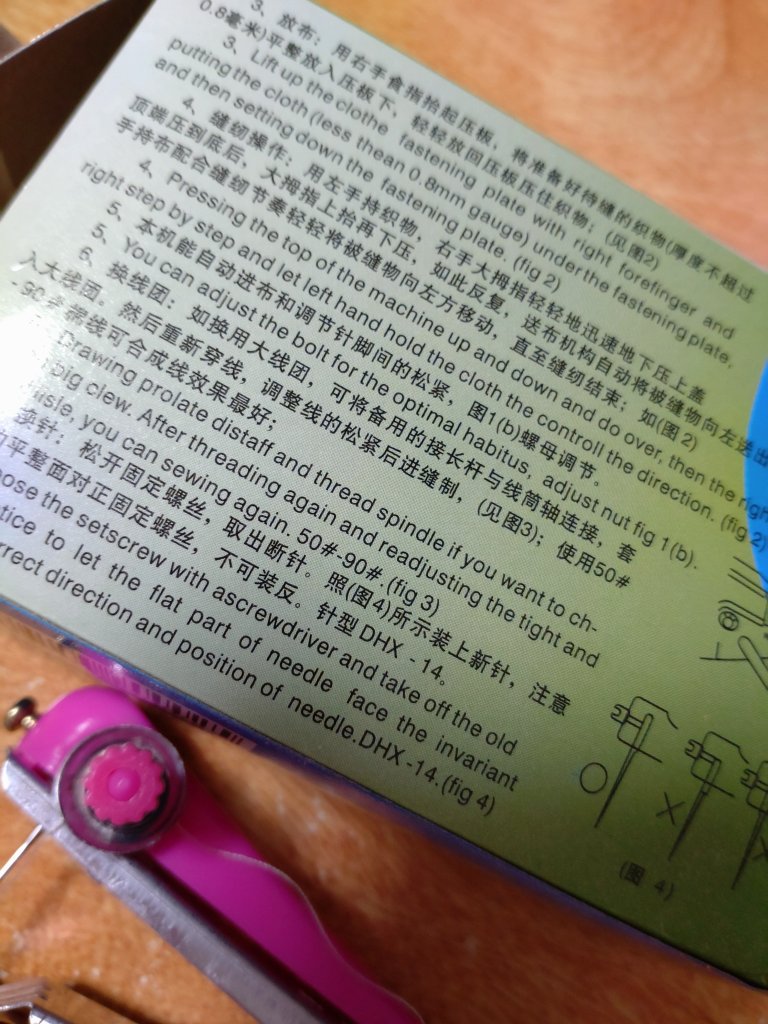 3、放布：用右手食指抬起压板，将准备好待缝的织物(厚度不超过
0.8毫米)平整放入压板下，轻轻放回压板压住织物；(见图2)
3、Lift up the clothe fastening plate with right forefinger and
putting the cloth (less thean 0.8mm gauge) under the fastening plate,
and then setting down the fastening plate. (fig 2)
4、缝纫操作：用左手持织物，右手大拇指轻轻地迅速地下压上盖
顶端压到底后，大拇指上抬再下压，如此反复，送布机构自动将被缝物向左送出
手持布配合缝纫节奏轻轻将被缝物向左方移动，直至缝纫结束；如(图2)
4、Pressing the top of the machine up and down and do over, then the righ
right step by step and let left hand hold the cloth the controll the direction. (fig 2)
5、本机能自动进布和调节针脚间的松紧，图1(b)螺母调节。
5、You can adjust the bolt for the optimal habitus, adjust nut fig 1(b).
6、换线团：如换用大线团，可将备用的接长杆与线筒轴连接，套
入大线团，然后重新穿线，调整线的松紧后进缝制，(见图3)；使用50#
-90#牌线可合成线效果最好；
Drawing prolate distaff and thread spindle if you want to ch-
big clew. After threading again and readjusting the tight and
you can sewing again. 50#-90#.(fig 3)
换针：松开固定螺丝，取出断针。照(图4)所示装上新针，注意
平整面对正固定螺丝，不可装反。针型DHX -14。
the setscrew with ascrewdriver and take off the old
to let the flat part of needle face the invariant
direction and position of needle.DHX-14.(fig 4)
(图 4)